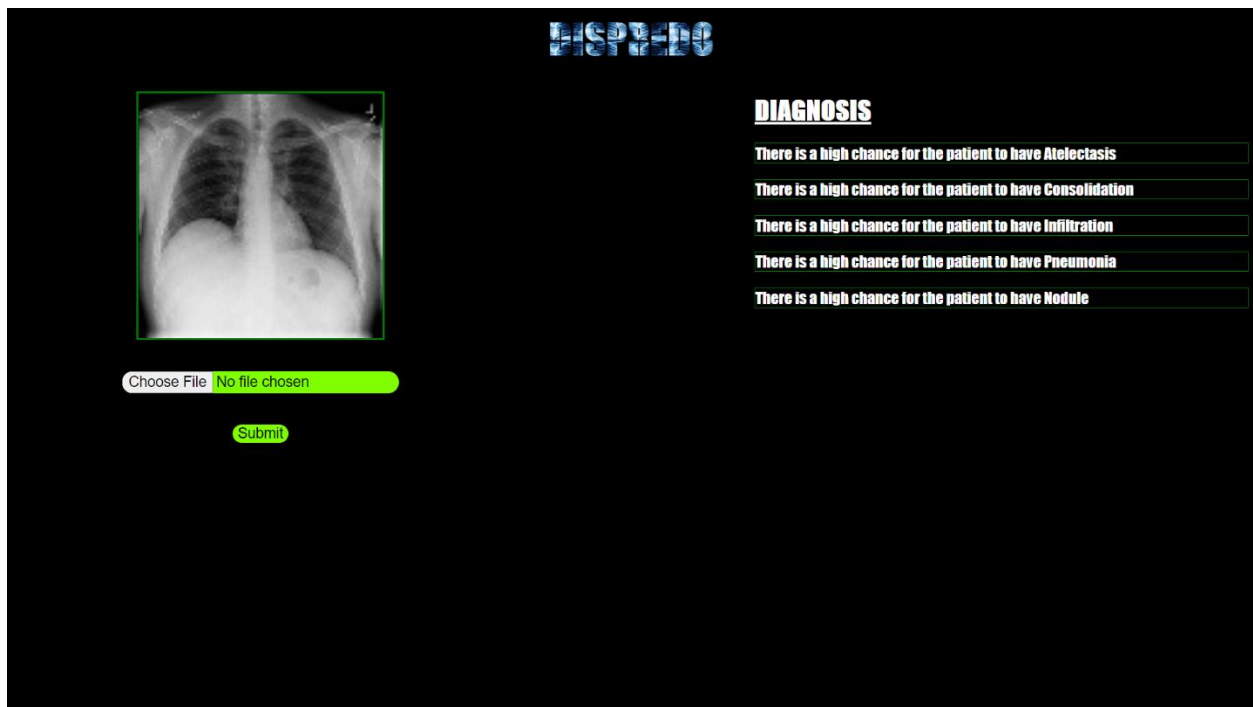 DISPREDO
DIAGNOSIS
There is a high chance for the patient to have Atelectasis
There is a high chance for the patient to have Consolidation
There is a high chance for the patient to have Infiltration
There is a high chance for the patient to have Pneumonia
There is a high chance for the patient to have Nodule
Choose File No file chosen
Submit